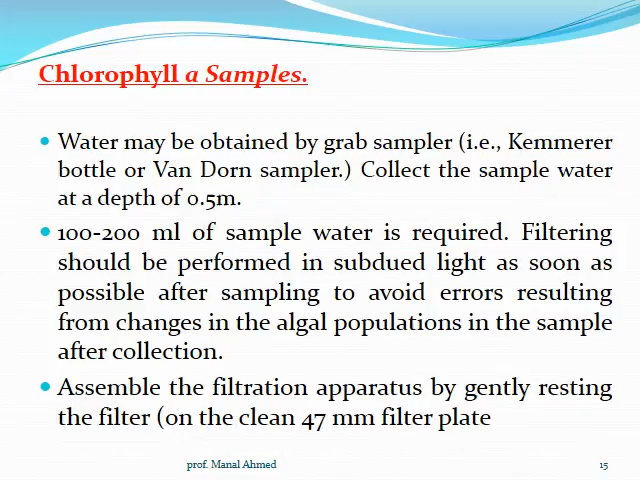 Chlorophyll a Samples.
• Water may be obtained by grab sampler (i.e., Kemmerer
bottle or Van Dorn sampler.) Collect the sample water
at a depth of 0.5m.
• 100-200 ml of sample water is required. Filtering
should be performed in subdued light as soon as
possible after sampling to avoid errors resulting
from changes in the algal populations in the sample
after collection.
• Assemble the filtration apparatus by gently resting
the filter (on the clean 47 mm filter plate
prof. Manal Ahmed
15